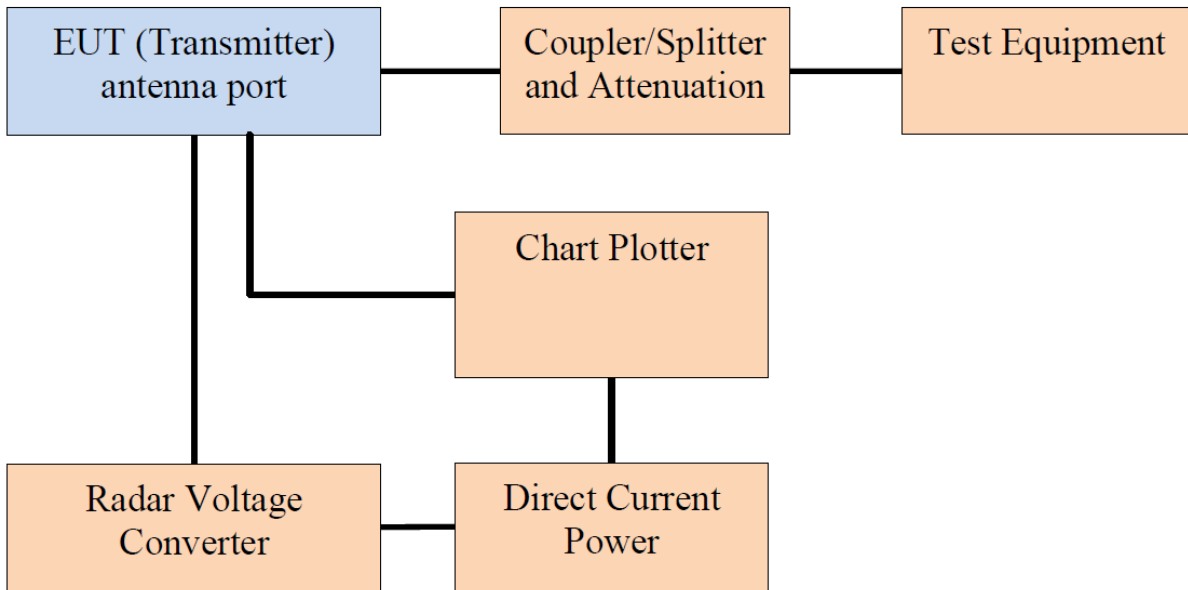 EUT (Transmitter)
antenna port
Coupler/Splitter
and Attenuation
Test Equipment
Chart Plotter
Radar Voltage
Converter
Direct Current
Power